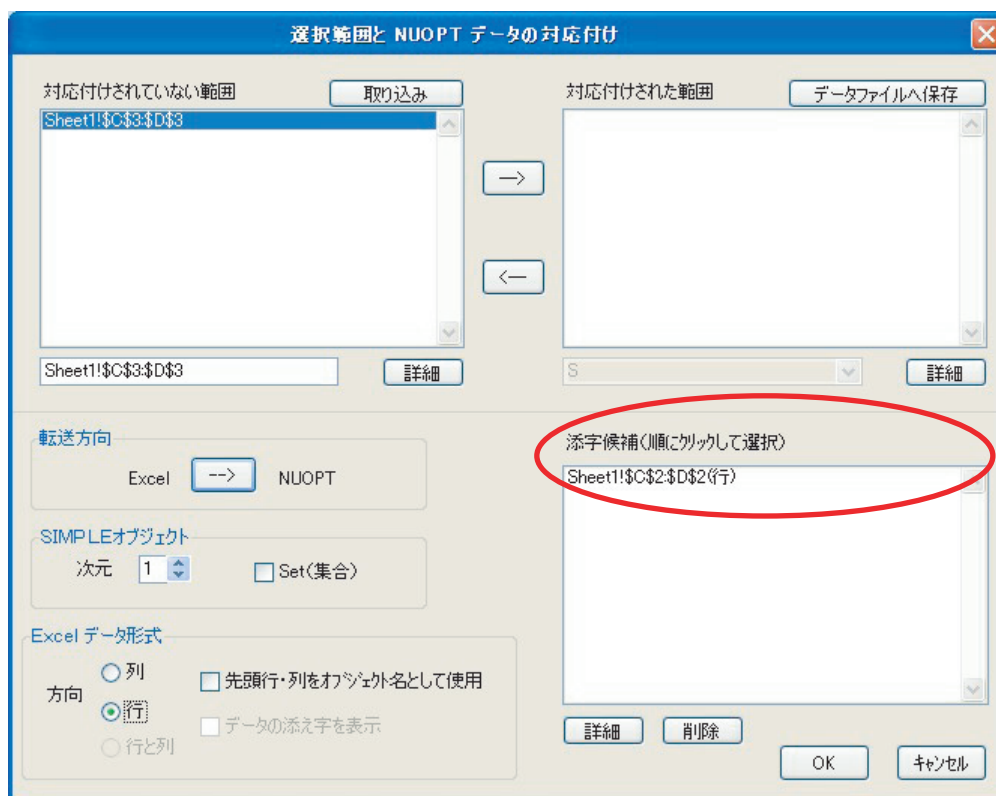 選択範囲と NUOPT データの対応付け
対応付けされていない範囲
取り込み
対応付けされた範囲
データファイルへ保存
Sheet1!$C$3:$D$3
-->
<--
Sheet1!$C$3:$D$3
詳細
S
詳細
転送方向
Excel --> NUOPT
添字候補(順にクリックして選択)
Sheet1!$C$2:$D$2(行)
SIMPLEオブジェクト
次元 1 Set(集合)
Excel データ形式
方向
列
行
行と列
先頭行・列をオブジェクト名として使用
データの添え字を表示
詳細
削除
OK
キャンセル